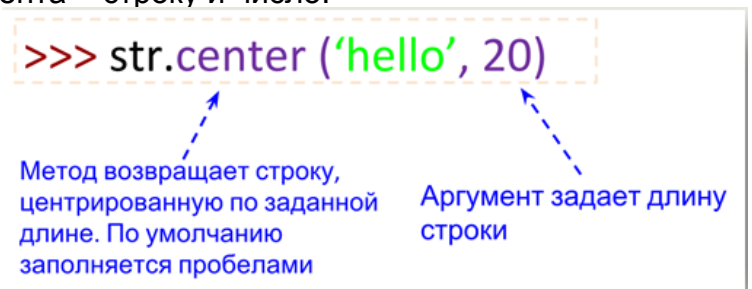 >>> str.center (‘hello’, 20)
Метод возвращает строку,
центрированную по заданной
длине. По умолчанию
заполняется пробелами
Аргумент задает длину
строки